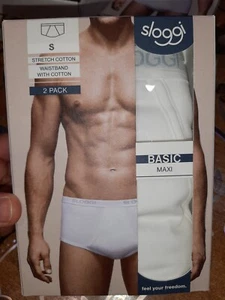 S
STRETCH COTTON
WAISTBAND
WITH COTTON
2 PACK
sloggi
BASIC
MAXI
feel your freedom.